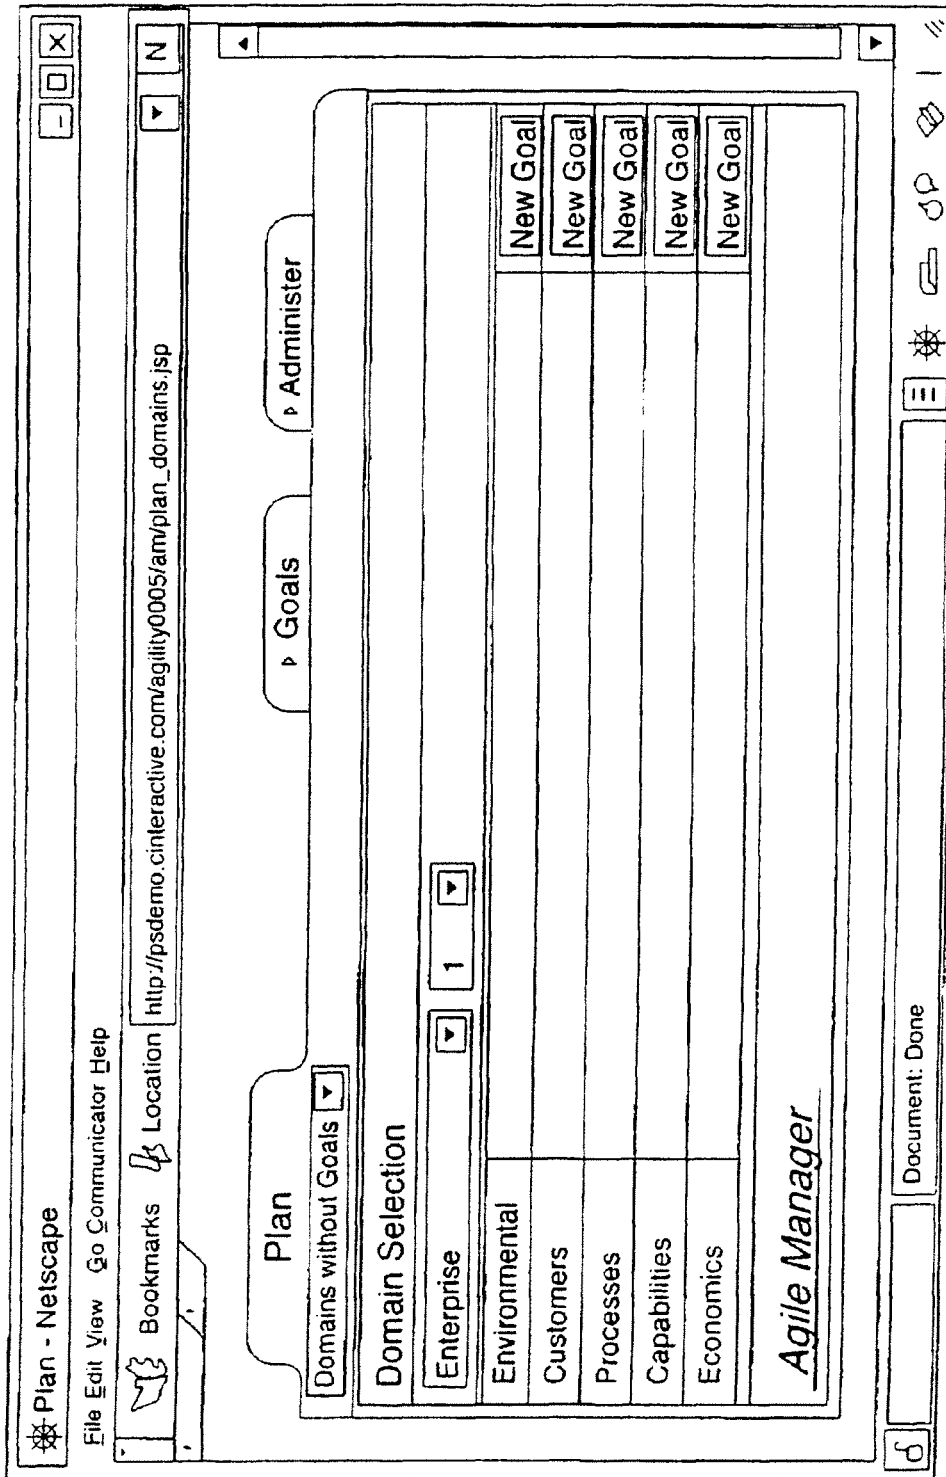 Plan - Netscape
File Edit View Go Communicator Help
Bookmarks Location http://psdemo.cinteractive.com/agility0005/am/plan_domains.jsp N
Plan Goals Administer
Domains without Goals
Domain Selection
Enterprise 1
Environmental New Goal
Customers New Goal
Processes New Goal
Capabilities New Goal
Economics New Goal
Agile Manager
Document: Done